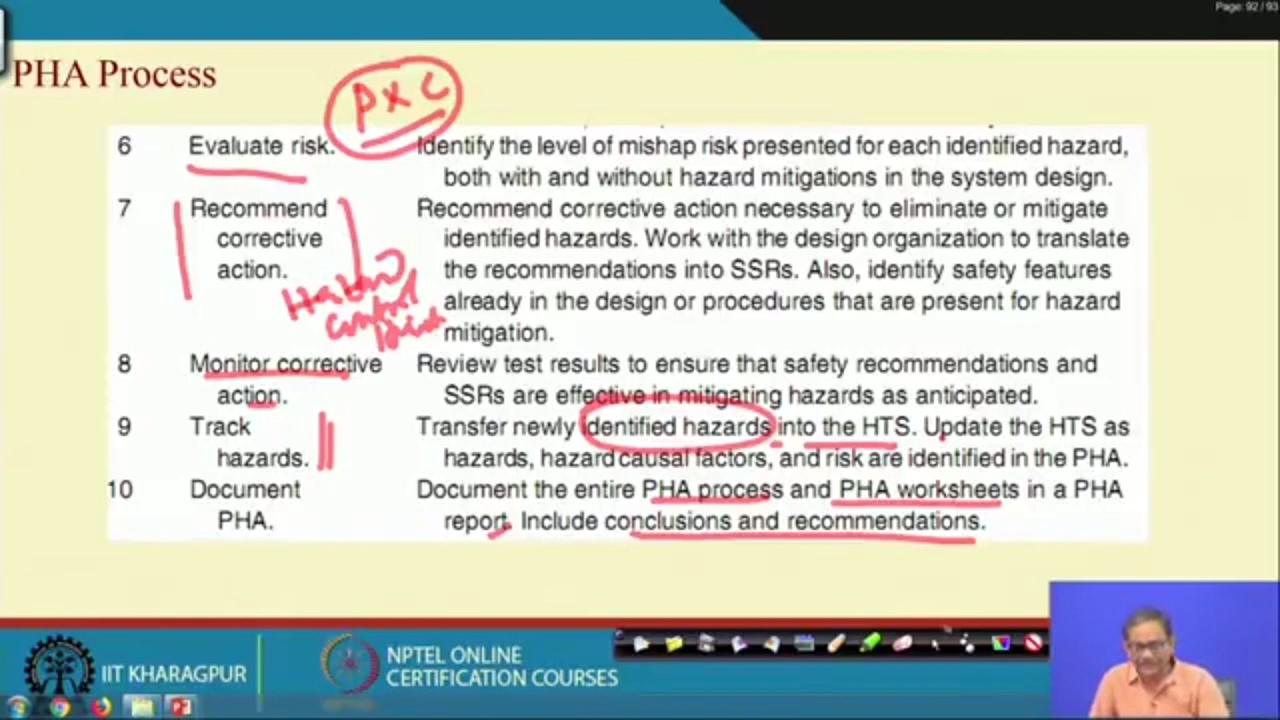 Page: 92 / 93
PHA Process
P x C
6 Evaluate risk. Identify the level of mishap risk presented for each identified hazard,
both with and without hazard mitigations in the system design.
7 Recommend Recommend corrective action necessary to eliminate or mitigate
corrective identified hazards. Work with the design organization to translate
action. the recommendations into SSRs. Also, identify safety features
already in the design or procedures that are present for hazard
mitigation.
Hazard
control
8 Monitor corrective Review test results to ensure that safety recommendations and
action. SSRs are effective in mitigating hazards as anticipated.
9 Track Transfer newly identified hazards into the HTS. Update the HTS as
hazards. hazards, hazard causal factors, and risk are identified in the PHA.
10 Document Document the entire PHA process and PHA worksheets in a PHA
PHA. report. Include conclusions and recommendations.
IIT KHARAGPUR
NPTEL ONLINE
CERTIFICATION COURSES